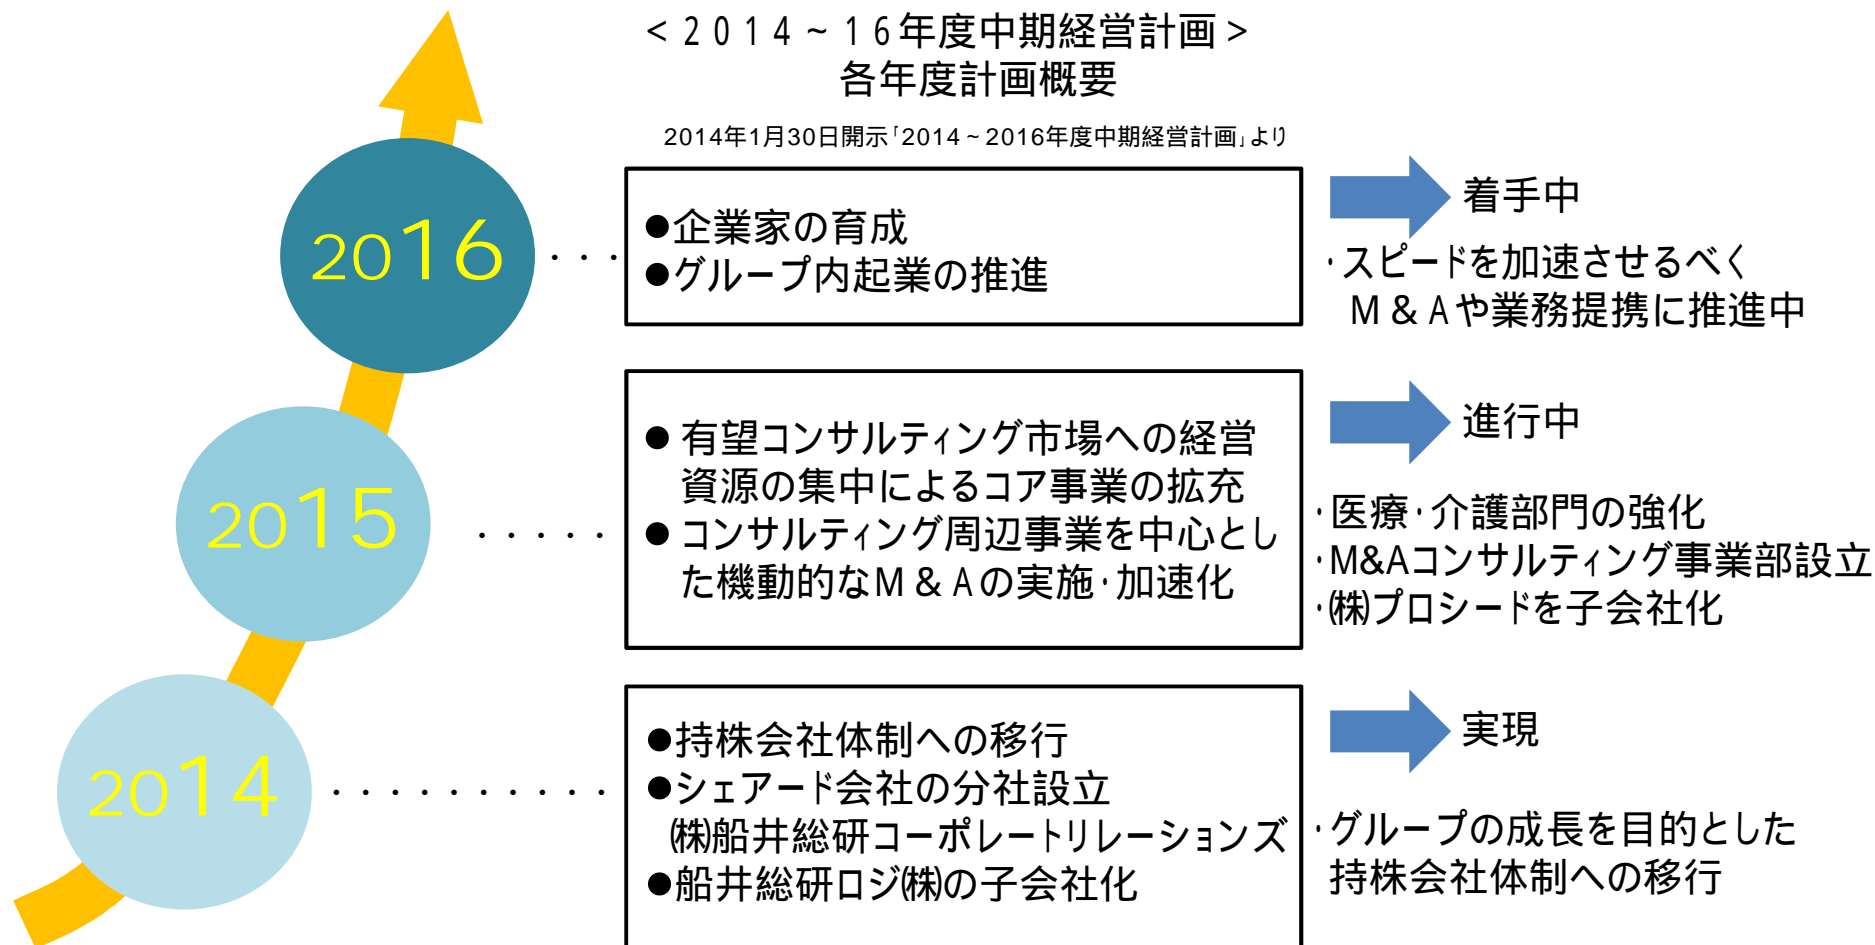 <２０１４~１６年度中期経営計画>
各年度計画概要
2014年1月30日開示「2014~2016年度中期経営計画」より
2016
・・・
●企業家の育成
●グループ内起業の推進
着手中
・スピードを加速させるべく
Ｍ＆Ａや業務提携に推進中
2015
・・・・・
●有望コンサルティング市場への経営
資源の集中によるコア事業の拡充
●コンサルティング周辺事業を中心とし
た機動的なＭ＆Ａの実施・加速化
進行中
・医療・介護部門の強化
・M&Aコンサルティング事業部設立
・㈱プロシードを子会社化
2014
・・・・・・・・・・
●持株会社体制への移行
●シェアード会社の分社設立
㈱船井総研コーポレートリレーションズ
●船井総研ロジ㈱の子会社化
実現
・グループの成長を目的とした
持株会社体制への移行